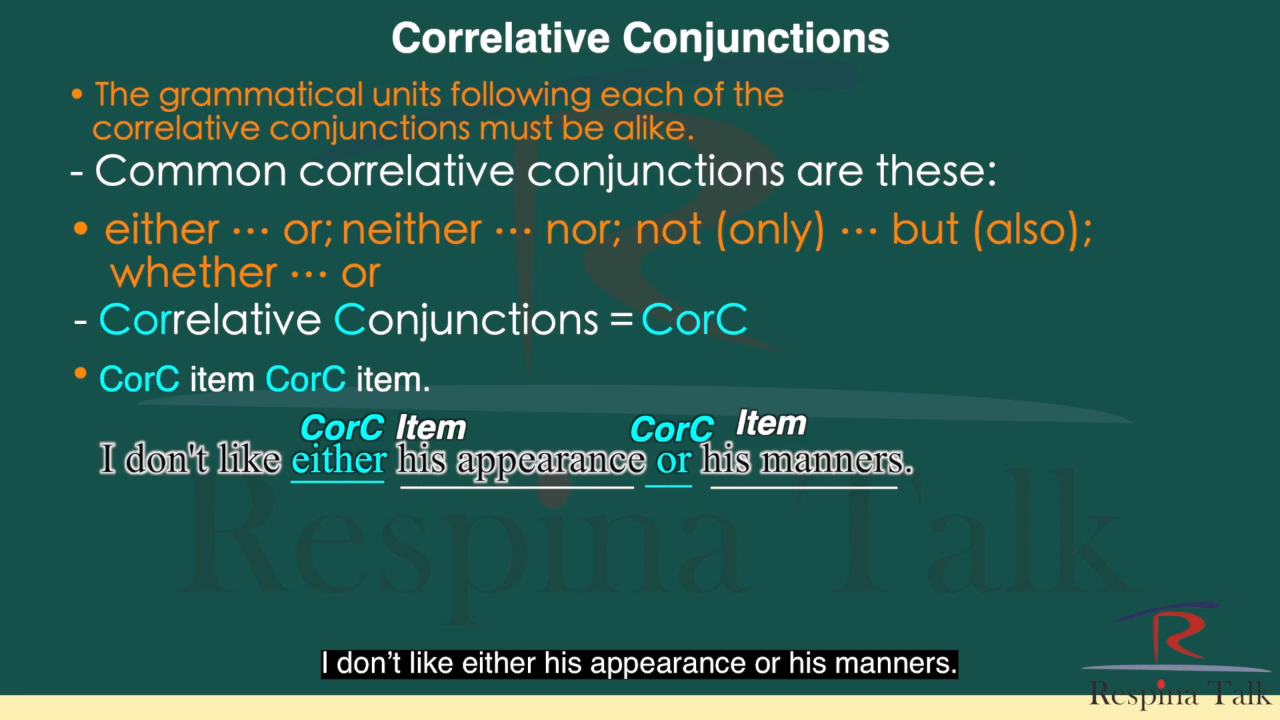 Correlative Conjunctions
• The grammatical units following each of the
correlative conjunctions must be alike.
- Common correlative conjunctions are these:
• either ··· or; neither ··· nor; not (only) ··· but (also);
whether ··· or
- Correlative Conjunctions = CorC
• CorC item CorC item.
CorC Item CorC Item
I don't like either his appearance or his manners.
Respina Talk
I don’t like either his appearance or his manners.
Respina Talk